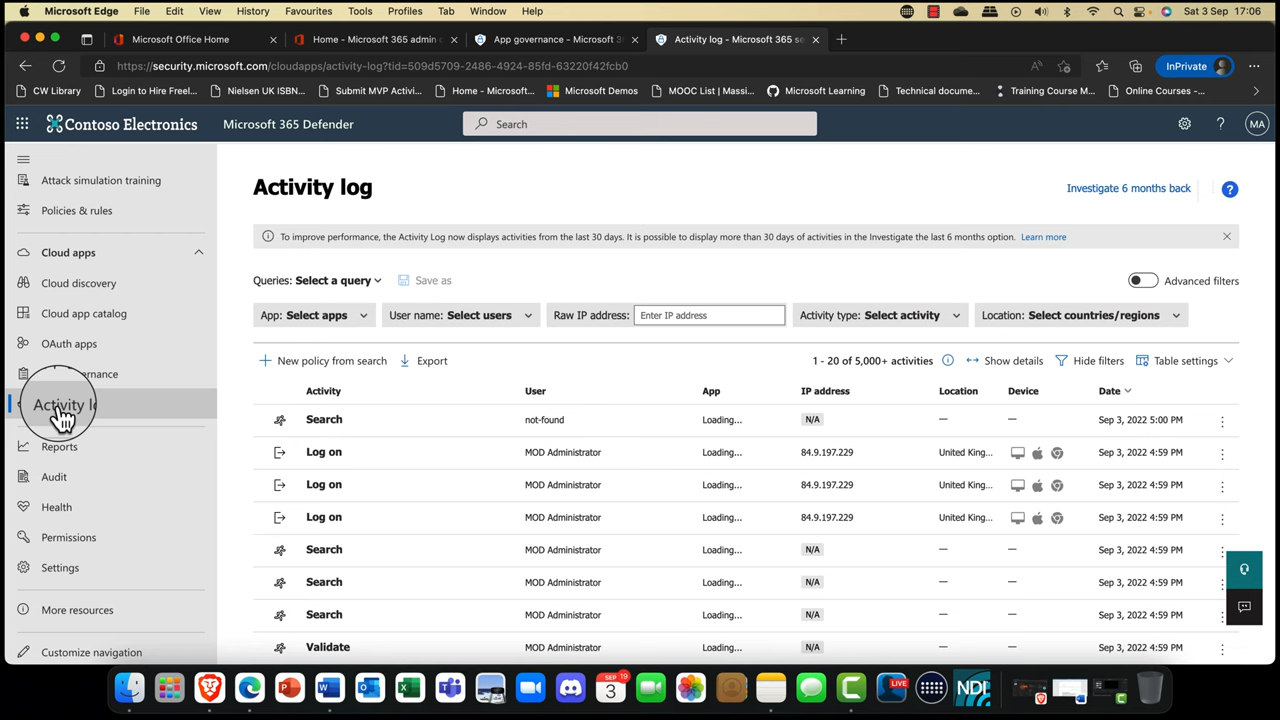 Microsoft Edge File Edit View History Favourites Tools Profiles Tab Window Help Sat 3 Sep 17:06
Microsoft Office Home Home - Microsoft 365 admin c App governance - Microsoft 3 Activity log - Microsoft 365 se
https://security.microsoft.com/cloudapps/activity-log?tid=509d5709-2486-4924-85fd-63220f42fcb0 InPrivate
CW Library Login to Hire Freel... Nielsen UK ISBN... Submit MVP Activi... Home - Microsoft... Microsoft Demos MOOC List | Massi... Microsoft Learning Technical docume... Training Course M... Online Courses -...
Contoso Electronics Microsoft 365 Defender Search MA
Attack simulation training
Policies & rules
Cloud apps
Cloud discovery
Cloud app catalog
OAuth apps
ernance
Activity lo
Reports
Audit
Health
Permissions
Settings
More resources
Customize navigation
Activity log
Investigate 6 months back ?
To improve performance, the Activity Log now displays activities from the last 30 days. It is possible to display more than 30 days of activities in the Investigate the last 6 months option. Learn more
Queries: Select a query Save as Advanced filters
App: Select apps User name: Select users Raw IP address: Enter IP address Activity type: Select activity Location: Select countries/regions
New policy from search Export 1 - 20 of 5,000+ activities Show details Hide filters Table settings
Activity User App IP address Location Device Date
Search not-found Loading... N/A — — Sep 3, 2022 5:00 PM
Log on MOD Administrator Loading... 84.9.197.229 United King... Sep 3, 2022 4:59 PM
Log on MOD Administrator Loading... 84.9.197.229 United King... Sep 3, 2022 4:59 PM
Log on MOD Administrator Loading... 84.9.197.229 United King... Sep 3, 2022 4:59 PM
Search MOD Administrator Loading... N/A — — Sep 3, 2022 4:59 PM
Search MOD Administrator Loading... N/A — — Sep 3, 2022 4:59 PM
Search MOD Administrator Loading... N/A — — Sep 3, 2022 4:59 PM
Validate MOD Administrator Loading... N/A — — Sep 3, 2022 4:59 PM
SEP 19
3
LIVE
NDI